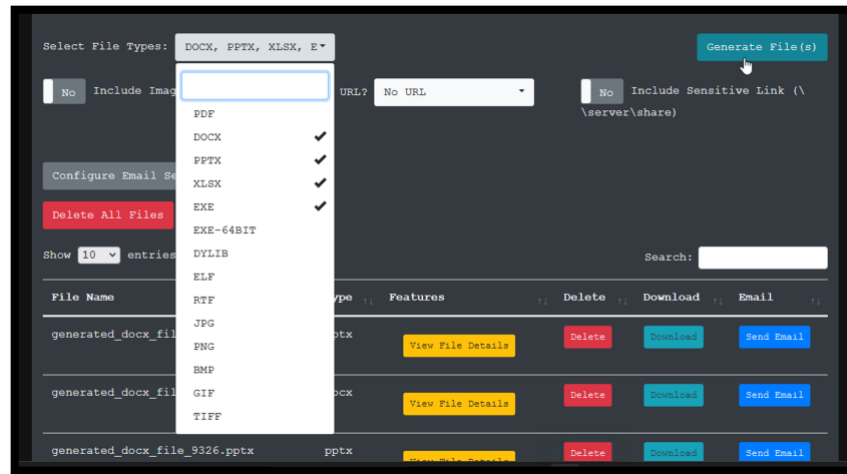 Select File Types: DOCX, PPTX, XLSX, E
Generate File(s)
No Include Imag
URL? No URL
No Include Sensitive Link (\
\server\share)
PDF
DOCX
PPTX
XLSX
EXE
EXE-64BIT
DYLIB
ELF
RTF
JPG
PNG
BMP
GIF
TIFF
Configure Email Se
Delete All Files
Show 10 entries
Search:
File Name ype Features Delete Download Email
generated_docx_fil ptx View File Details Delete Download Send Email
generated_docx_fil ocx View File Details Delete Download Send Email
generated_docx_file_9326.pptx pptx View File Details Delete Download Send Email